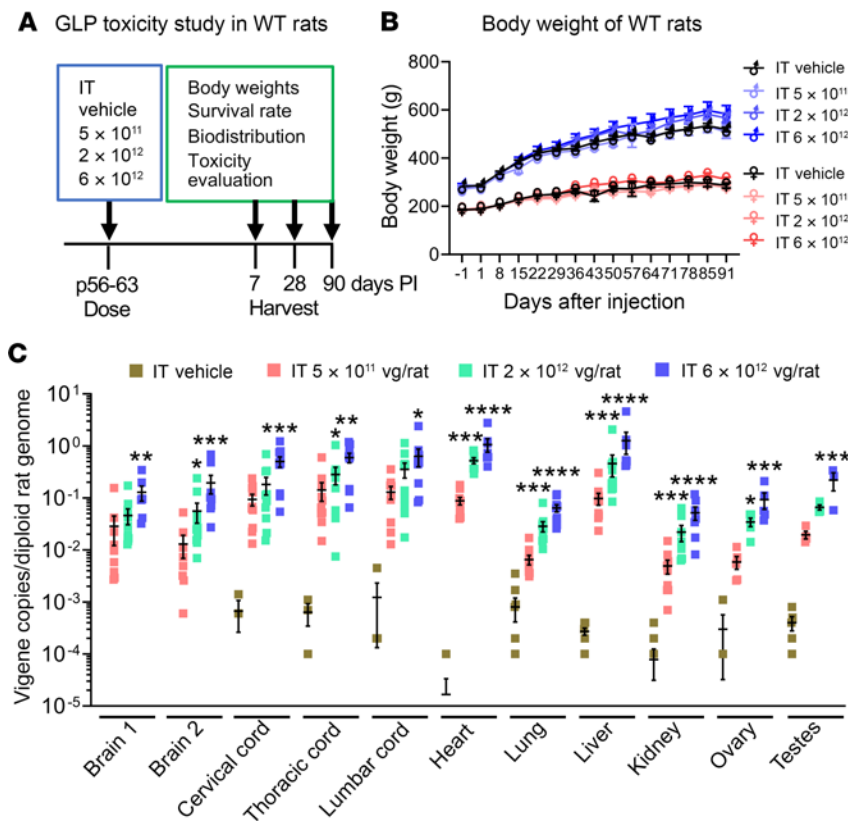 A GLP toxicity study in WT rats
IT
vehicle
5 × 10¹¹
2 × 10¹²
6 × 10¹²
Body weights
Survival rate
Biodistribution
Toxicity
evaluation
p56-63
Dose
7 28 90 days PI
Harvest
B Body weight of WT rats
Body weight (g)
800
600
400
200
0
-1 1 8 15 22 29 36 43 50 57 64 71 78 85 91
Days after injection
IT vehicle
IT 5 × 10¹¹
IT 2 × 10¹²
IT 6 × 10¹²
IT vehicle
IT 5 × 10¹¹
IT 2 × 10¹²
IT 6 × 10¹²
C
IT vehicle IT 5 × 10¹¹ vg/rat IT 2 × 10¹² vg/rat IT 6 × 10¹² vg/rat
Vigene copies/diploid rat genome
10¹
10⁰
10⁻¹
10⁻²
10⁻³
10⁻⁴
10⁻⁵
** * *** *** * ** * *** **** *** **** *** **** *** **** * *** ***
Brain 1
Brain 2
Cervical cord
Thoracic cord
Lumbar cord
Heart
Lung
Liver
Kidney
Ovary
Testes